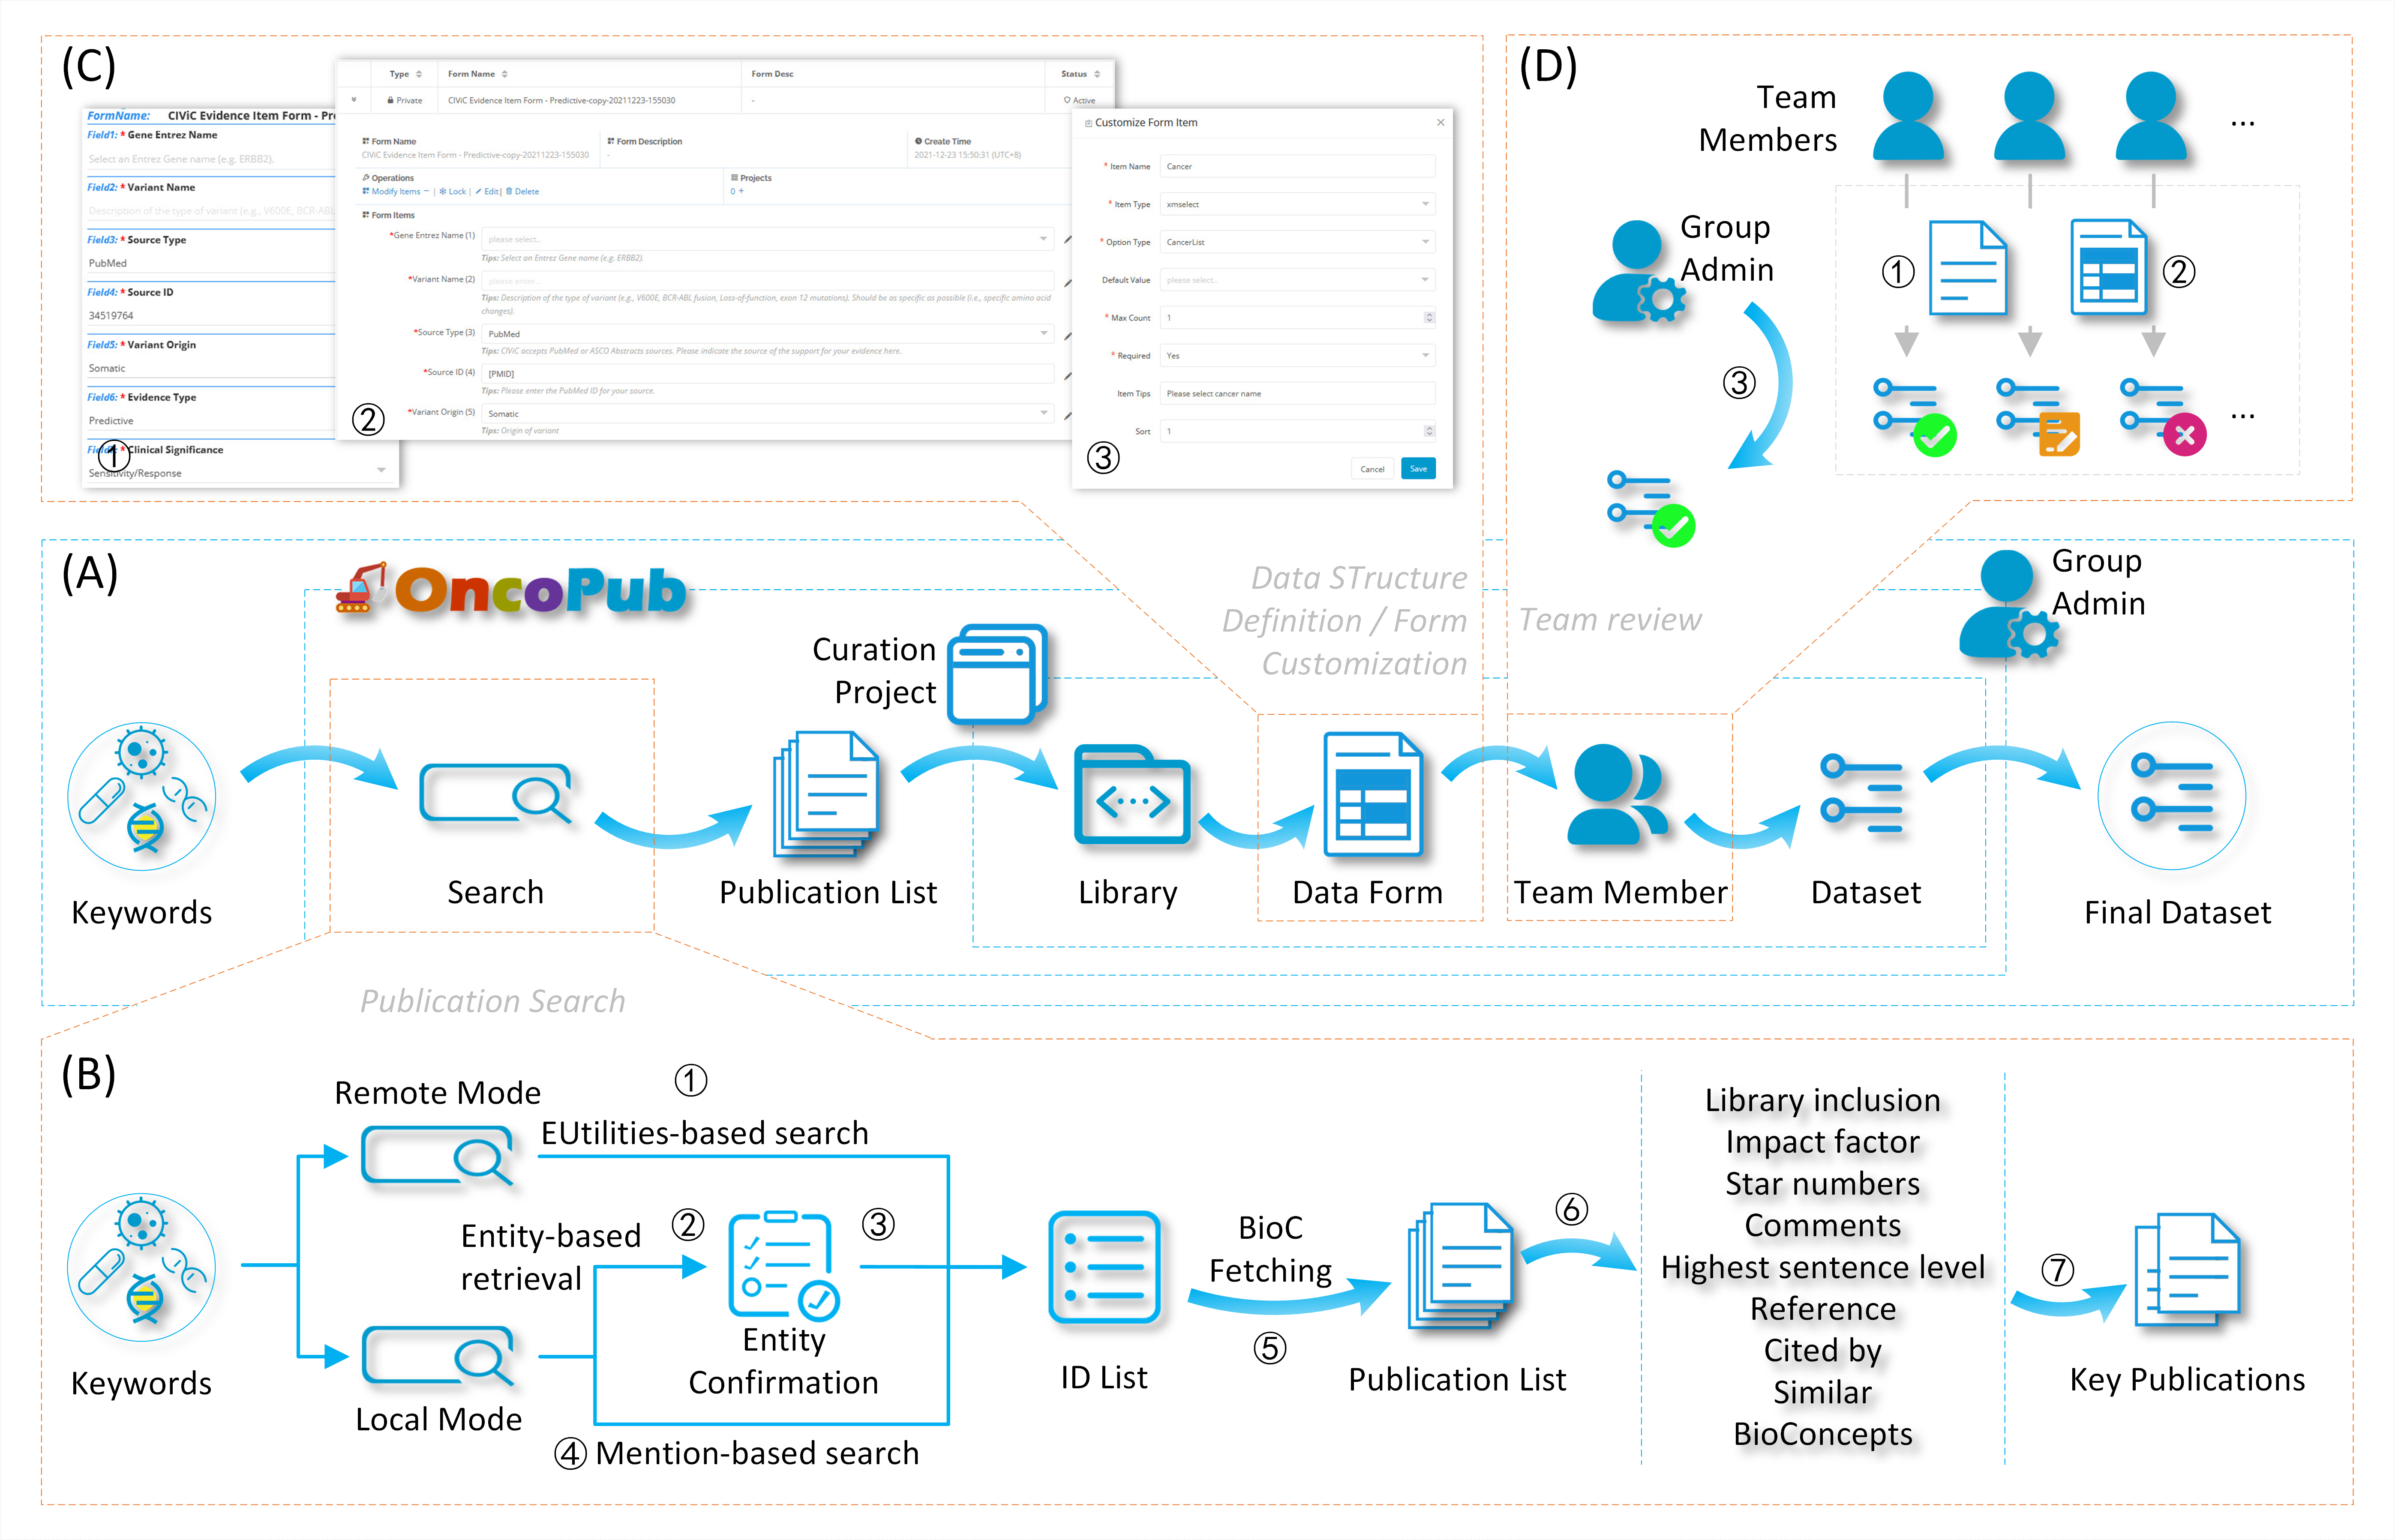 (C)
FormName: CIViC Evidence Item Form - Pre
Field1: * Gene Entrez Name
Select an Entrez Gene name (e.g. ERBB2).
Field2: * Variant Name
Description of the type of variant (e.g., V600E, BCR-ABL
Field3: * Source Type
PubMed
Field4: * Source ID
34519764
Field5: * Variant Origin
Somatic
Field6: * Evidence Type
Predictive
* Clinical Significance
①
Sensitivity/Response
Type
Form Name
Form Desc
Status
Private
CIViC Evidence Item Form - Predictive-copy-20211223-155030
-
Active
Form Name
CIViC Evidence Item Form - Predictive-copy-20211223-155030
Form Description
-
Create Time
2021-12-23 15:50:31 (UTC+8)
Operations
Modify Items − | Lock | Edit | Delete
Projects
0 +
Form Items
*Gene Entrez Name (1)
please select..
Tips: Select an Entrez Gene name (e.g. ERBB2).
*Variant Name (2)
please enter...
Tips: Description of the type of variant (e.g., V600E, BCR-ABL fusion, Loss-of-function, exon 12 mutations). Should be as specific as possible (i.e., specific amino acid
changes).
*Source Type (3)
PubMed
Tips: CIViC accepts PubMed or ASCO Abstracts sources. Please indicate the source of the support for your evidence here.
*Source ID (4)
[PMID]
Tips: Please enter the PubMed ID for your source.
*Variant Origin (5)
Somatic
Tips: Origin of variant
②
Customize Form Item
* Item Name
Cancer
* Item Type
xmselect
* Option Type
CancerList
Default Value
please select..
* Max Count
1
* Required
Yes
Item Tips
Please select cancer name
Sort
1
③
Cancel
Save
(D)
Team
Members
...
Group
Admin
①
②
③
...
(A)
OncoPub
Data STructure
Definition / Form
Customization
Team review
Group
Admin
Curation
Project
Keywords
Search
Publication List
Library
Data Form
Team Member
Dataset
Final Dataset
Publication Search
(B)
Remote Mode
①
EUtilities-based search
Entity-based
retrieval
②
③
Entity
Confirmation
Keywords
Local Mode
④ Mention-based search
ID List
BioC
Fetching
⑤
Publication List
⑥
Library inclusion
Impact factor
Star numbers
Comments
Highest sentence level
Reference
Cited by
Similar
BioConcepts
⑦
Key Publications